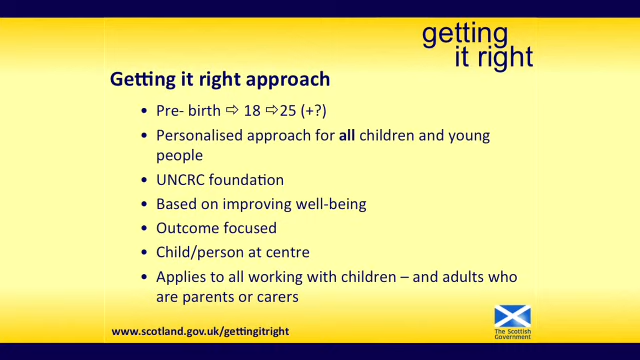 getting
it right
Getting it right approach
• Pre- birth ⇨ 18 ⇨25 (+?)
• Personalised approach for all children and young
people
• UNCRC foundation
• Based on improving well-being
• Outcome focused
• Child/person at centre
• Applies to all working with children – and adults who
are parents or carers
www.scotland.gov.uk/gettingitright
The Scottish
Government